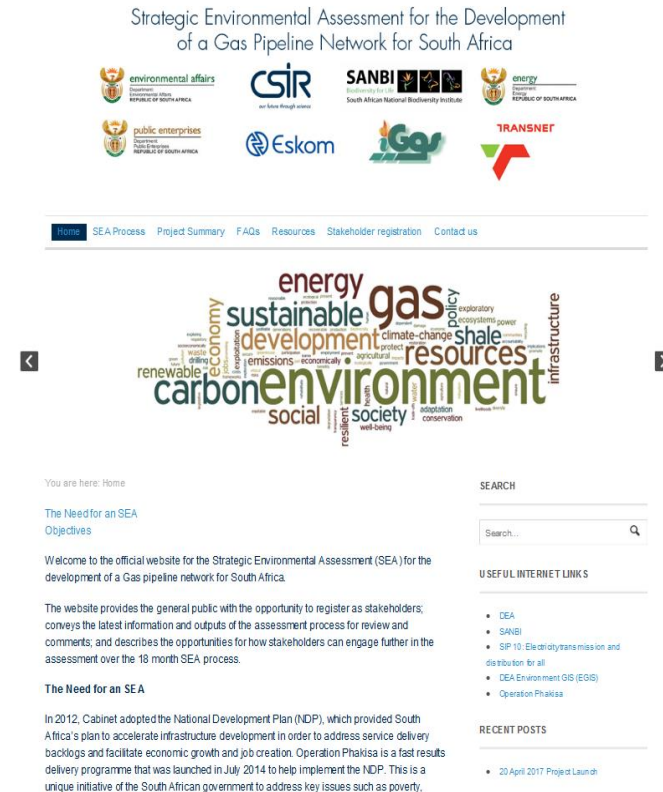 Strategic Environmental Assessment for the Development
of a Gas Pipeline Network for South Africa
environmental affairs
Department:
Environmental Affairs
REPUBLIC OF SOUTH AFRICA
CSIR
our future through science
SANBI
Biodiversity for Life
South African National Biodiversity Institute
energy
Department:
Energy
REPUBLIC OF SOUTH AFRICA
public enterprises
Department:
Public Enterprises
REPUBLIC OF SOUTH AFRICA
Eskom
iGas
TRANSNET
Home SEA Process Project Summary FAQs Resources Stakeholder registration Contact us
energy
sustainable
gas
policy
exploratory
ecosystems
power
economy
exploitation
development
climate-change
shale
protect
infrastructure
waste
drilling
emissions
economically
agricultural
resources
renewable
carbon
environment
social
resilient
society
health
water
well-being
adaptation
conservation
You are here: Home
The Need for an SEA
Objectives
Welcome to the official website for the Strategic Environmental Assessment (SEA) for the
development of a Gas pipeline network for South Africa.
The website provides the general public with the opportunity to register as stakeholders;
conveys the latest information and outputs of the assessment process for review and
comments; and describes the opportunities for how stakeholders can engage further in the
assessment over the 18 month SEA process.
The Need for an SEA
In 2012, Cabinet adopted the National Development Plan (NDP), which provided South
Africa's plan to accelerate infrastructure development in order to address service delivery
backlogs and facilitate economic growth and job creation. Operation Phakisa is a fast results
delivery programme that was launched in July 2014 to help implement the NDP. This is a
unique initiative of the South African government to address key issues such as poverty,
SEARCH
Search...
USEFUL INTERNET LINKS
DEA
SANBI
SIP 10: Electricity transmission and
distribution for all
DEA Environment GIS (EGIS)
Operation Phakisa
RECENT POSTS
20 April 2017 Project Launch